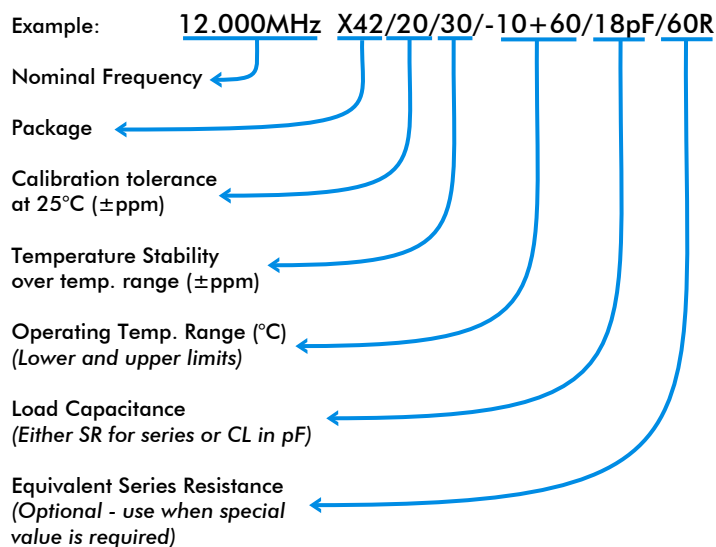 Example: 12.000MHz X42/20/30/-10+60/18pF/60R
Nominal Frequency
Package
Calibration tolerance
at 25°C (±ppm)
Temperature Stability
over temp. range (±ppm)
Operating Temp. Range (°C)
(Lower and upper limits)
Load Capacitance
(Either SR for series or CL in pF)
Equivalent Series Resistance
(Optional - use when special
value is required)